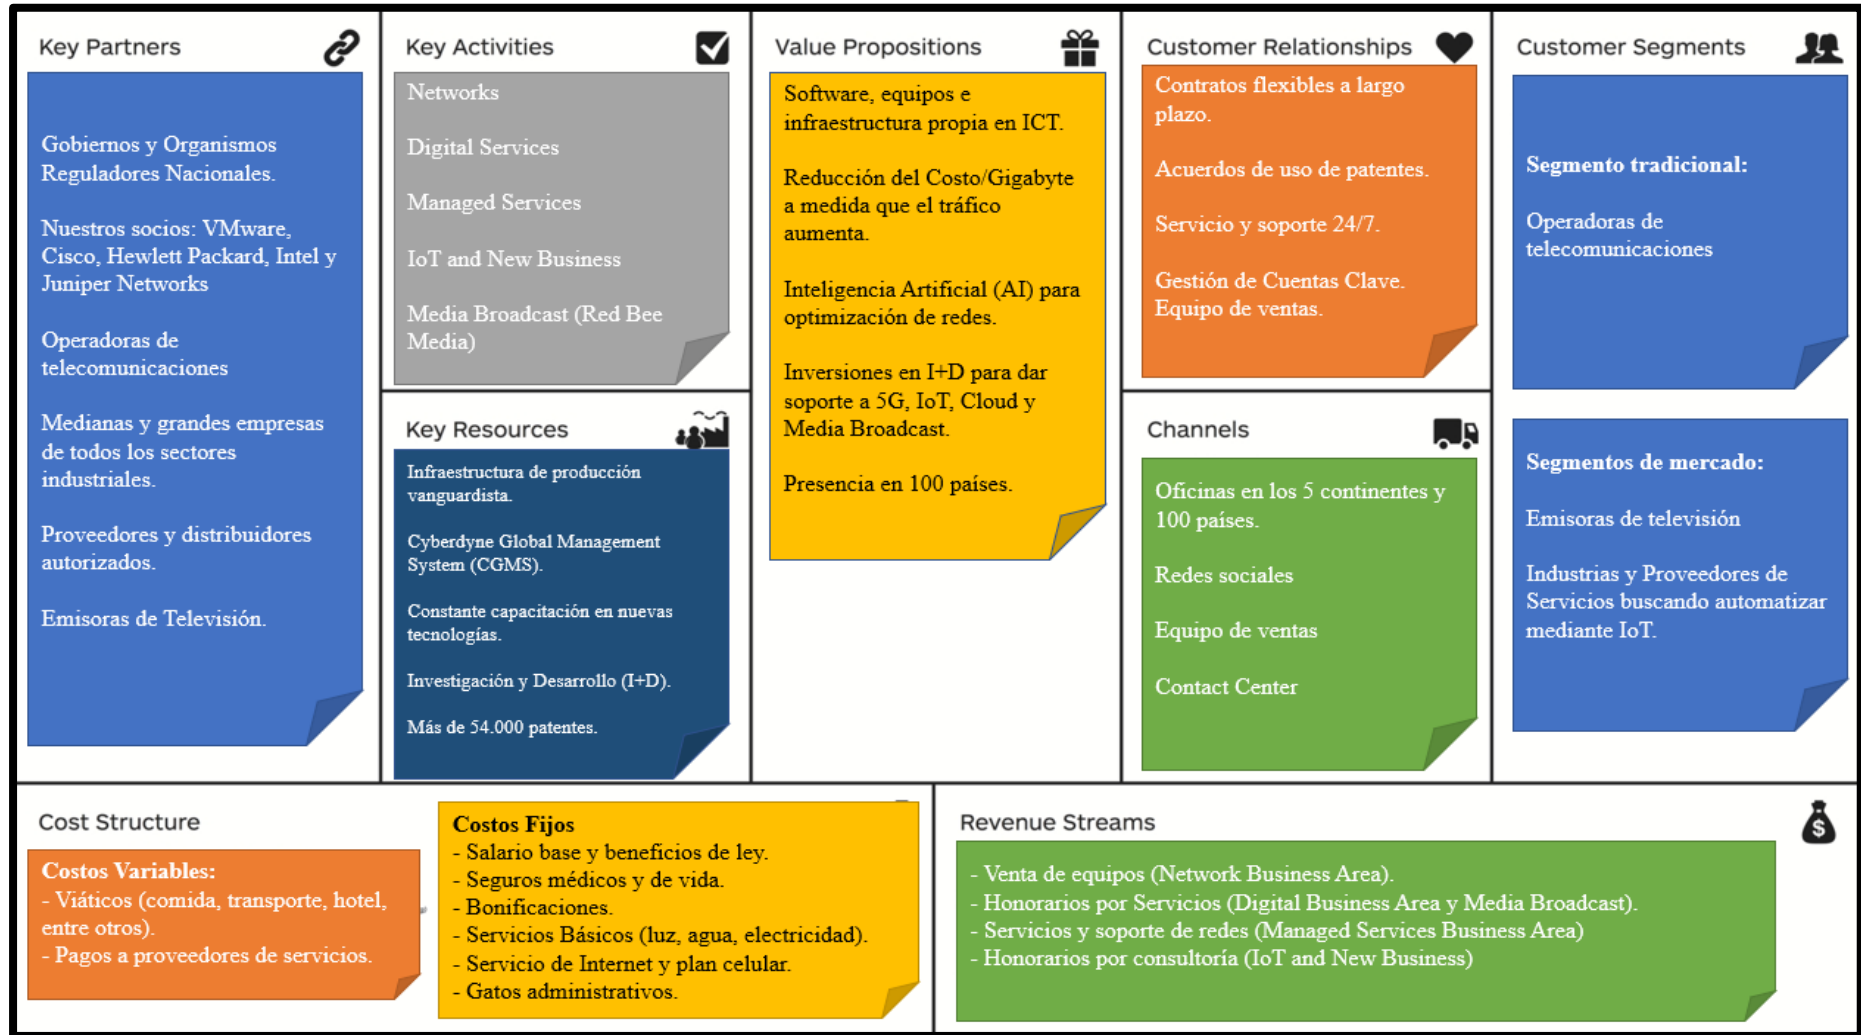 Key Partners
Gobiernos y Organismos
Reguladores Nacionales.
Nuestros socios: VMware,
Cisco, Hewlett Packard, Intel y
Juniper Networks
Operadoras de
telecomunicaciones
Medianas y grandes empresas
de todos los sectores
industriales.
Proveedores y distribuidores
autorizados.
Emisoras de Televisión.
Key Activities
Networks
Digital Services
Managed Services
IoT and New Business
Media Broadcast (Red Bee
Media)
Key Resources
Infraestructura de producción
vanguardista.
Cyberdyne Global Management
System (CGMS).
Constante capacitación en nuevas
tecnologías.
Investigación y Desarrollo (I+D).
Más de 54.000 patentes.
Value Propositions
Software, equipos e
infraestructura propia en ICT.
Reducción del Costo/Gigabyte
a medida que el tráfico
aumenta.
Inteligencia Artificial (AI) para
optimización de redes.
Inversiones en I+D para dar
soporte a 5G, IoT, Cloud y
Media Broadcast.
Presencia en 100 países.
Customer Relationships
Contratos flexibles a largo
plazo.
Acuerdos de uso de patentes.
Servicio y soporte 24/7.
Gestión de Cuentas Clave.
Equipo de ventas.
Channels
Oficinas en los 5 continentes y
100 países.
Redes sociales
Equipo de ventas
Contact Center
Customer Segments
Segmento tradicional:
Operadoras de
telecomunicaciones
Segmentos de mercado:
Emisoras de televisión
Industrias y Proveedores de
Servicios buscando automatizar
mediante IoT.
Cost Structure
Costos Variables:
- Viáticos (comida, transporte, hotel,
entre otros).
- Pagos a proveedores de servicios.
Costos Fijos
- Salario base y beneficios de ley.
- Seguros médicos y de vida.
- Bonificaciones.
- Servicios Básicos (luz, agua, electricidad).
- Servicio de Internet y plan celular.
- Gatos administrativos.
Revenue Streams
$
- Venta de equipos (Network Business Area).
- Honorarios por Servicios (Digital Business Area y Media Broadcast).
- Servicios y soporte de redes (Managed Services Business Area)
- Honorarios por consultoría (IoT and New Business)